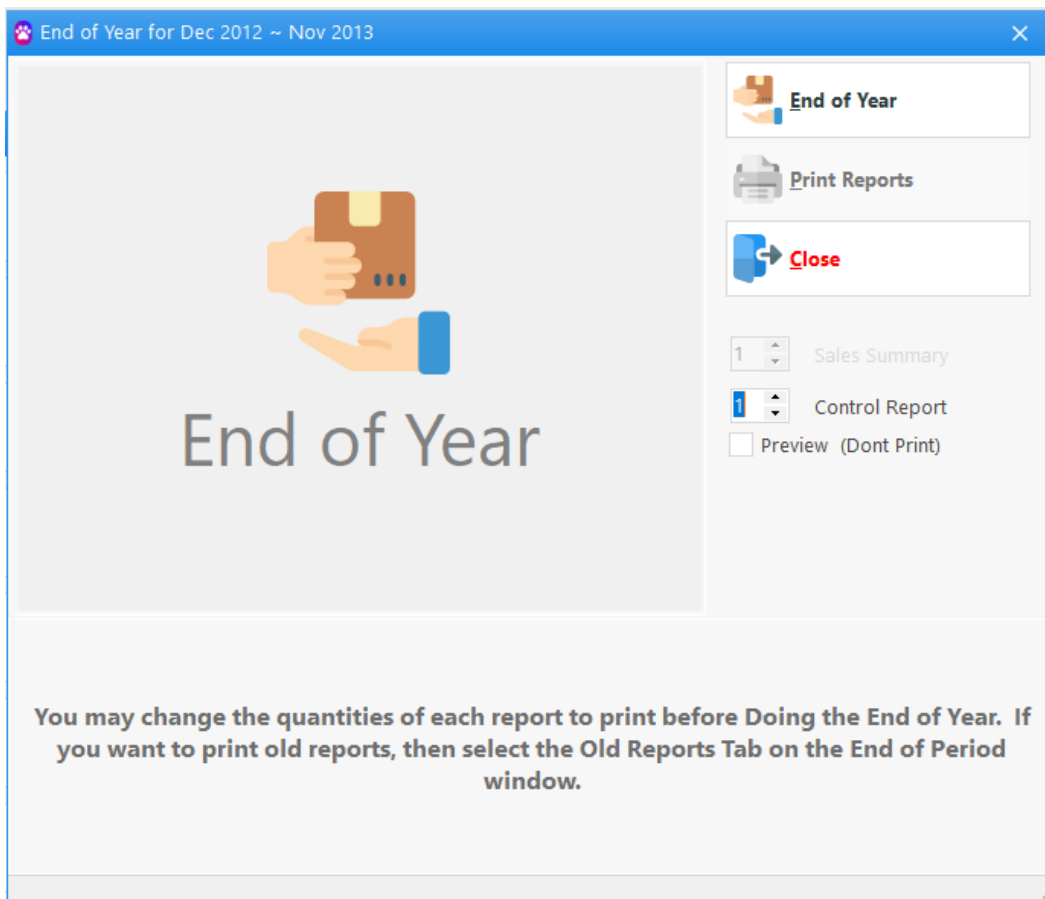 End of Year for Dec 2012 ~ Nov 2013
End of Year
Print Reports
Close
1 Sales Summary
1 Control Report
Preview (Dont Print)
End of Year
You may change the quantities of each report to print before Doing the End of Year. If
you want to print old reports, then select the Old Reports Tab on the End of Period
window.